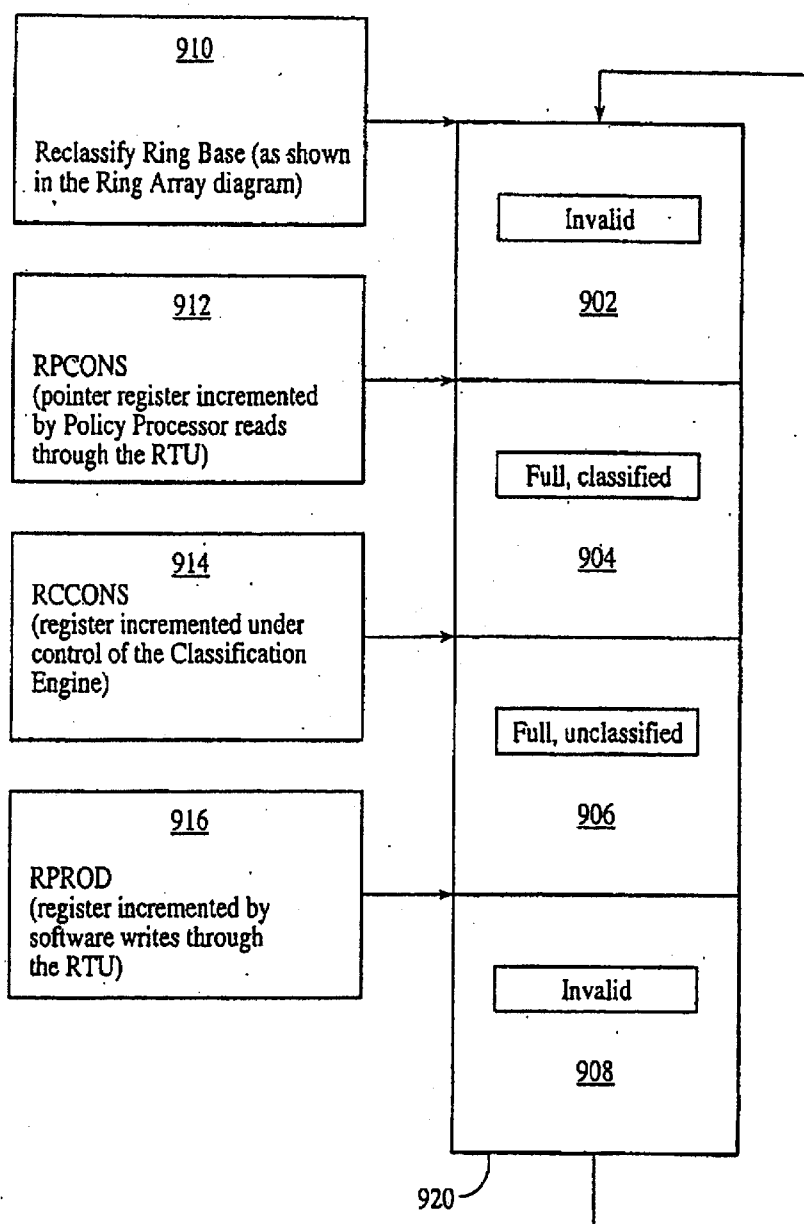 910
Reclassify Ring Base (as shown
in the Ring Array diagram)
912
RPCONS
(pointer register incremented
by Policy Processor reads
through the RTU)
914
RCCONS
(register incremented under
control of the Classification
Engine)
916
RPROD
(register incremented by
software writes through
the RTU)
Invalid
902
Full, classified
904
Full, unclassified
906
Invalid
908
920